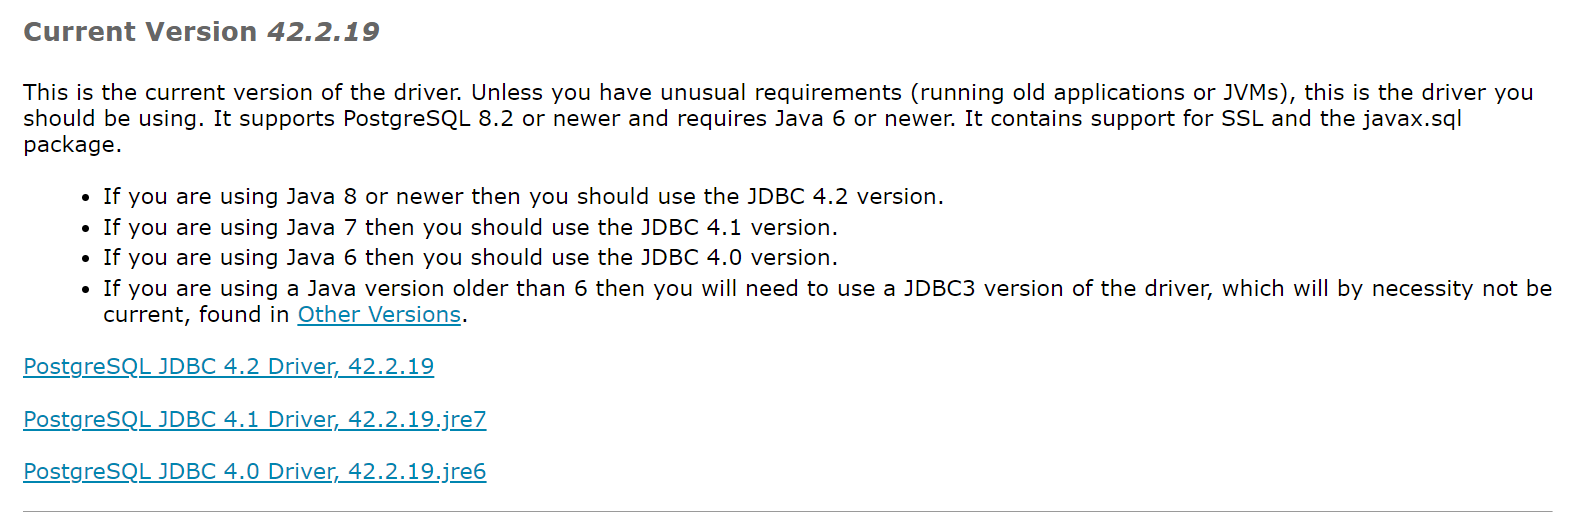 Current Version 42.2.19
This is the current version of the driver. Unless you have unusual requirements (running old applications or JVMs), this is the driver you
should be using. It supports PostgreSQL 8.2 or newer and requires Java 6 or newer. It contains support for SSL and the javax.sql
package.
• If you are using Java 8 or newer then you should use the JDBC 4.2 version.
• If you are using Java 7 then you should use the JDBC 4.1 version.
• If you are using Java 6 then you should use the JDBC 4.0 version.
• If you are using a Java version older than 6 then you will need to use a JDBC3 version of the driver, which will by necessity not be
current, found in Other Versions.
PostgreSQL JDBC 4.2 Driver, 42.2.19
PostgreSQL JDBC 4.1 Driver, 42.2.19.jre7
PostgreSQL JDBC 4.0 Driver, 42.2.19.jre6